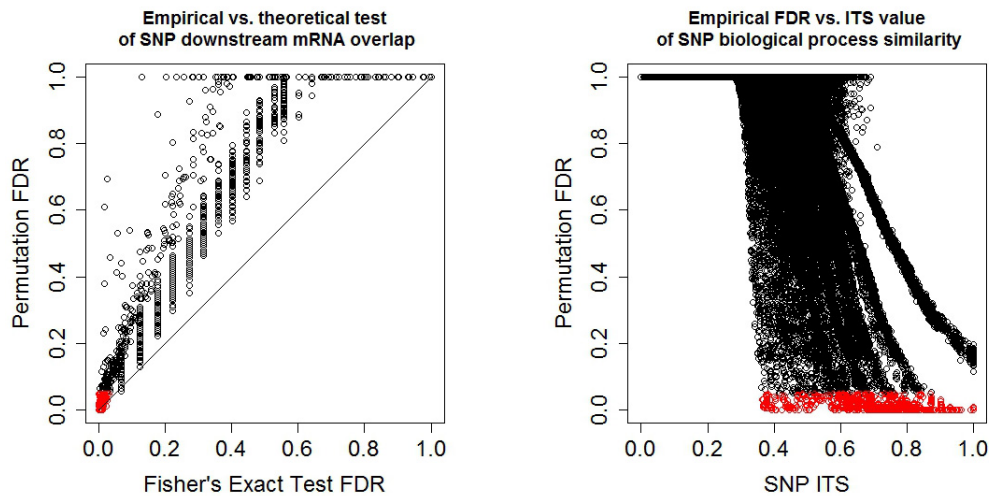 Empirical vs. theoretical test
of SNP downstream mRNA overlap
Permutation FDR
1.0
0.8
0.6
0.4
0.2
0.0
0.0 0.2 0.4 0.6 0.8 1.0
Fisher's Exact Test FDR
Empirical FDR vs. ITS value
of SNP biological process similarity
Permutation FDR
1.0
0.8
0.6
0.4
0.2
0.0
0.0 0.2 0.4 0.6 0.8 1.0
SNP ITS